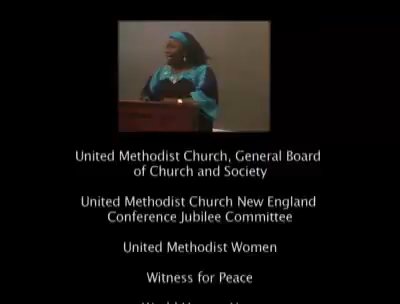 United Methodist Church, General Board
of Church and Society
United Methodist Church New England
Conference Jubilee Committee
United Methodist Women
Witness for Peace